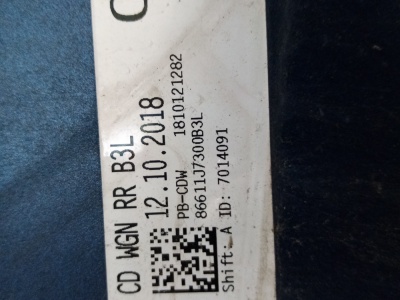 CD WGN RR B3L
12.10.2018
PB-CDW 1810121282
86611J7300B3L
Shift: A ID: 7014091